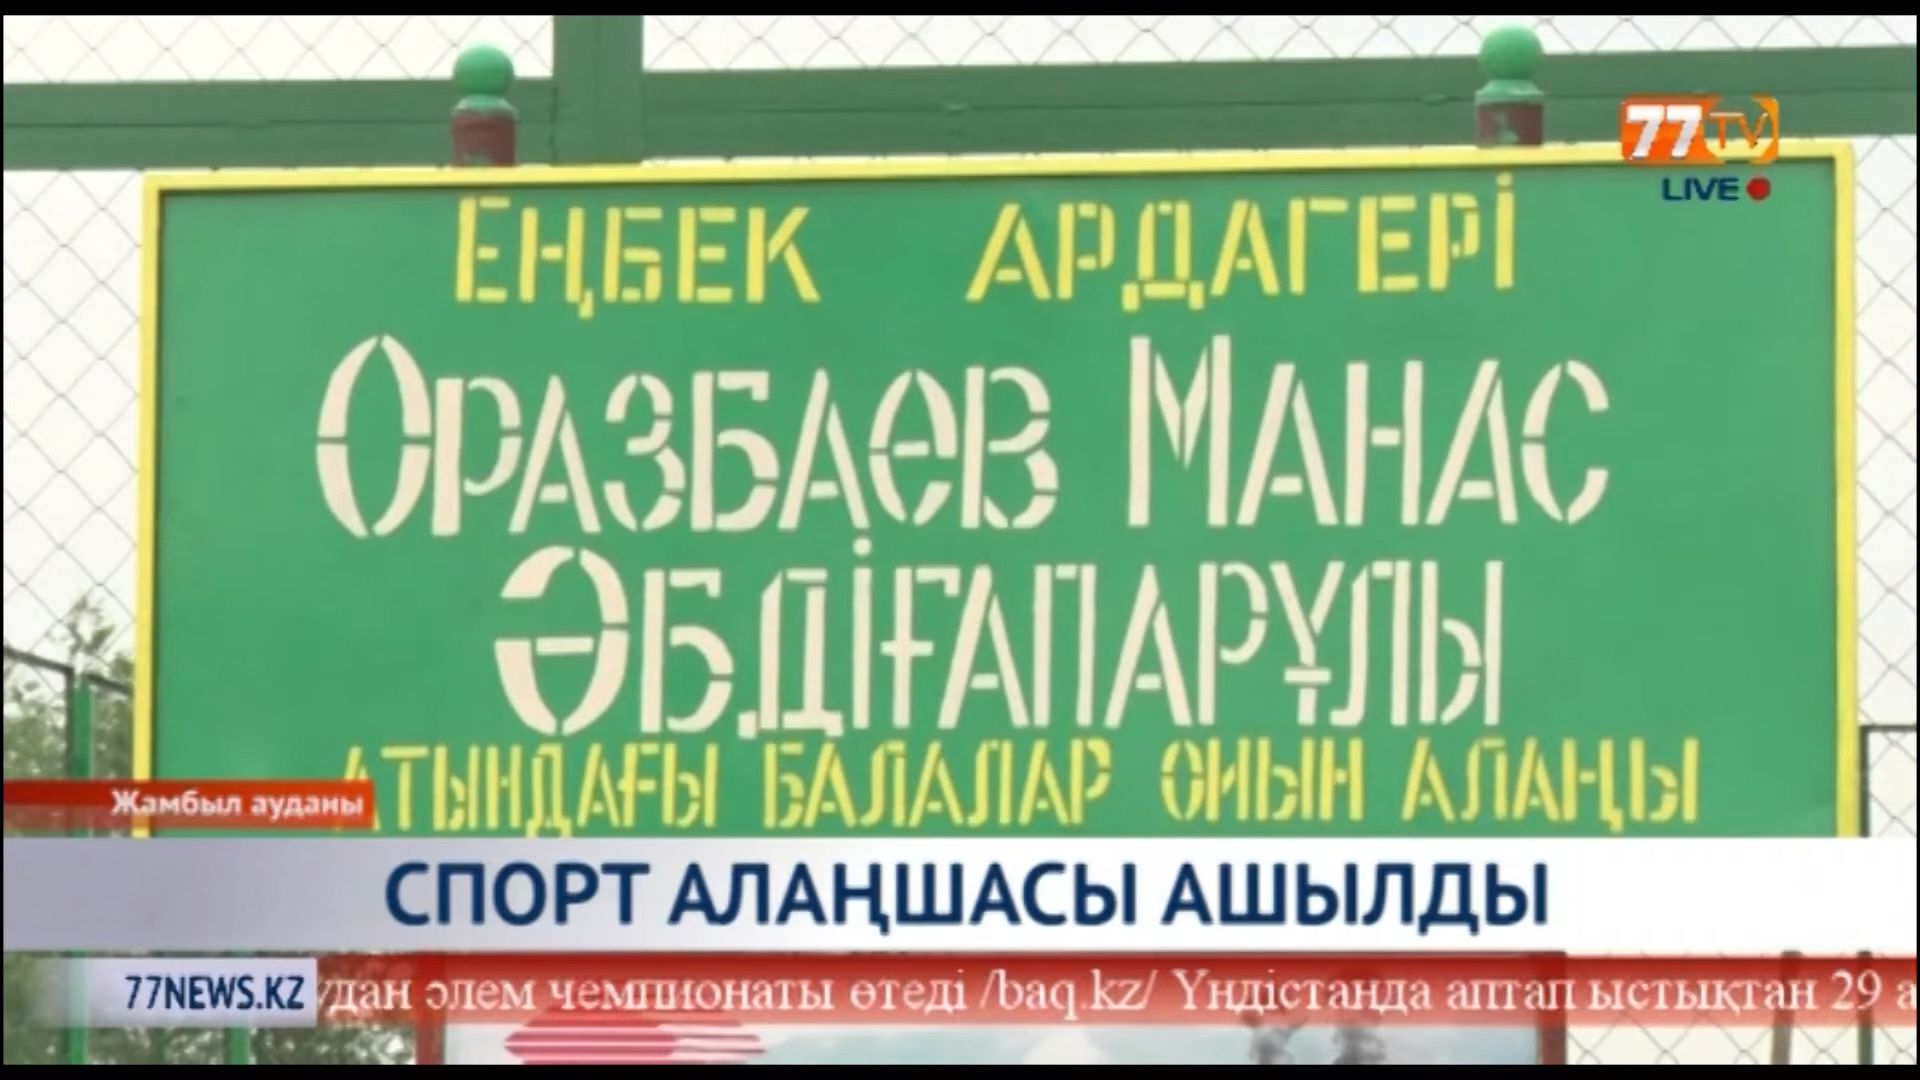 77TV
LIVE
ЕҢБЕК АРДАГЕРІ
ОРАЗБАЕВ МАНАС
ӘБДІҒАПАРҰЛЫ
АТЫНДАҒЫ БАЛАЛАР ОЙЫН АЛАҢЫ
Жамбыл ауданы
СПОРТ АЛАҢШАСЫ АШЫЛДЫ
77NEWS.KZ
әлем чемпионаты өтеді /baq.kz/ Үндістанда аптап ыстықтан 29